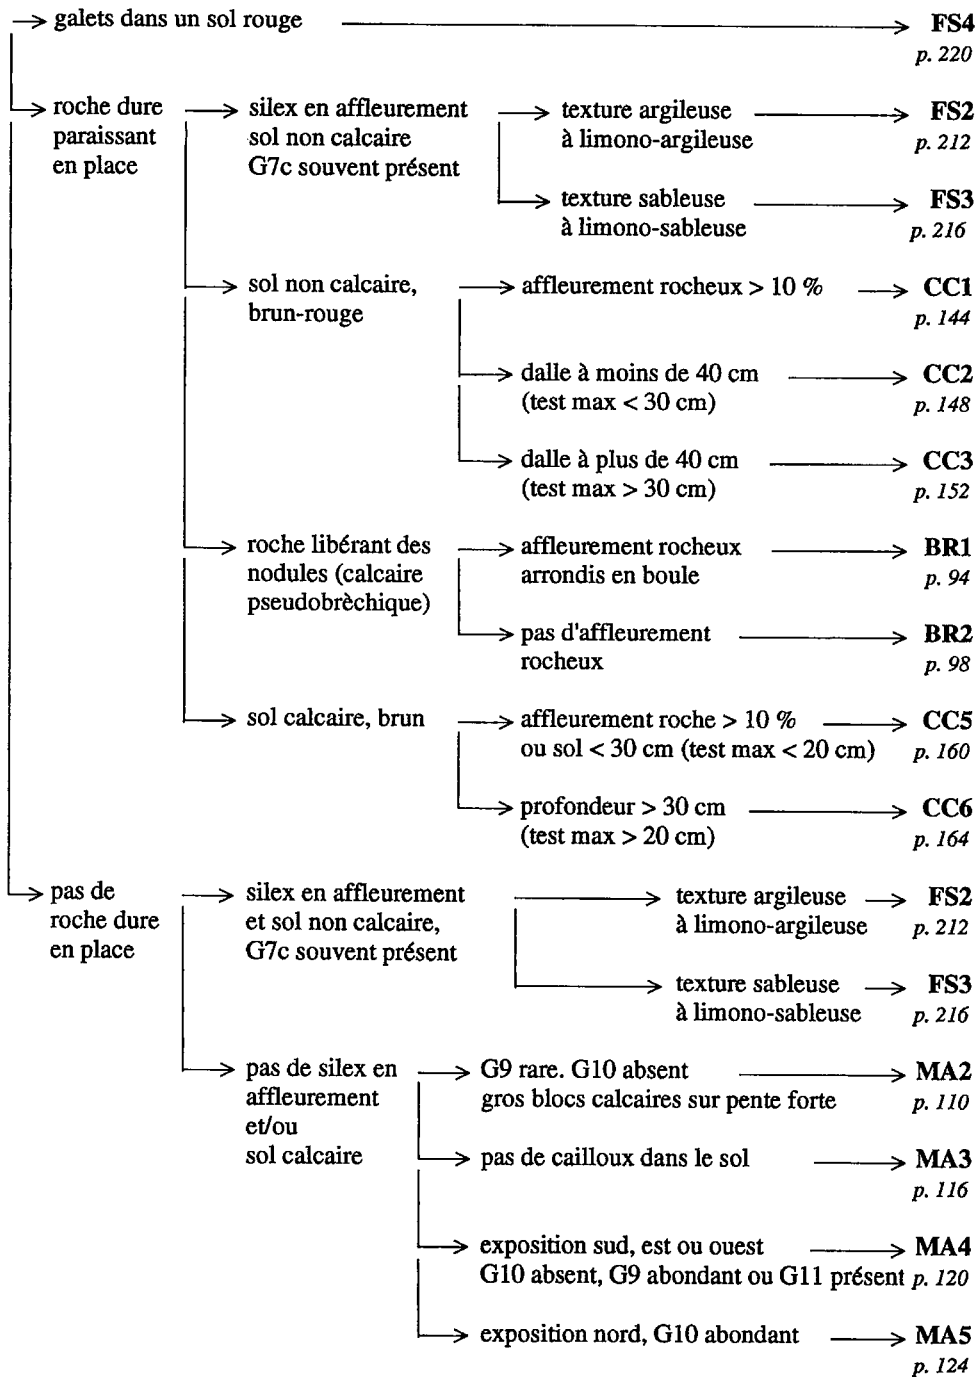 galets dans un sol rouge FS4
p. 220
roche dure silex en affleurement texture argileuse FS2
paraissant sol non calcaire à limono-argileuse p. 212
en place G7c souvent présent
texture sableuse FS3
à limono-sableuse p. 216
sol non calcaire, affleurement rocheux > 10 % CC1
brun-rouge p. 144
dalle à moins de 40 cm CC2
(test max < 30 cm) p. 148
dalle à plus de 40 cm CC3
(test max > 30 cm) p. 152
roche libérant des affleurement rocheux BR1
nodules (calcaire arrondis en boule p. 94
pseudobrèchique)
pas d'affleurement BR2
rocheux p. 98
sol calcaire, brun affleurement roche > 10 % CC5
ou sol < 30 cm (test max < 20 cm) p. 160
profondeur > 30 cm CC6
(test max > 20 cm) p. 164
pas de silex en affleurement texture argileuse FS2
roche dure et sol non calcaire, à limono-argileuse p. 212
en place G7c souvent présent
texture sableuse FS3
à limono-sableuse p. 216
pas de silex en G9 rare. G10 absent MA2
affleurement gros blocs calcaires sur pente forte p. 110
et/ou
sol calcaire pas de cailloux dans le sol MA3
p. 116
exposition sud, est ou ouest MA4
G10 absent, G9 abondant ou G11 présent p. 120
exposition nord, G10 abondant MA5
p. 124